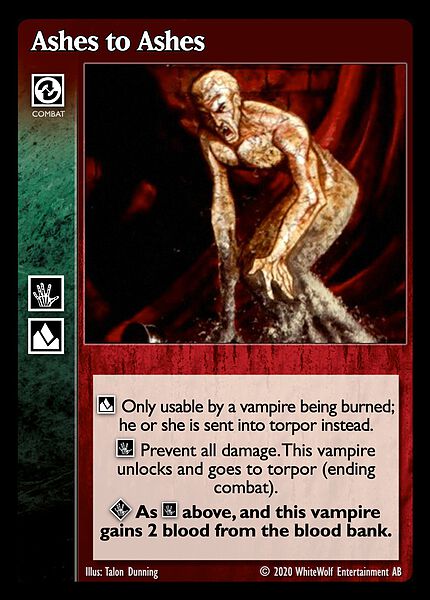 Ashes to Ashes
COMBAT
Only usable by a vampire being burned;
he or she is sent into torpor instead.
Prevent all damage. This vampire
unlocks and goes to torpor (ending
combat).
As above, and this vampire
gains 2 blood from the blood bank.
Illus: Talon Dunning © 2020 WhiteWolf Entertainment AB